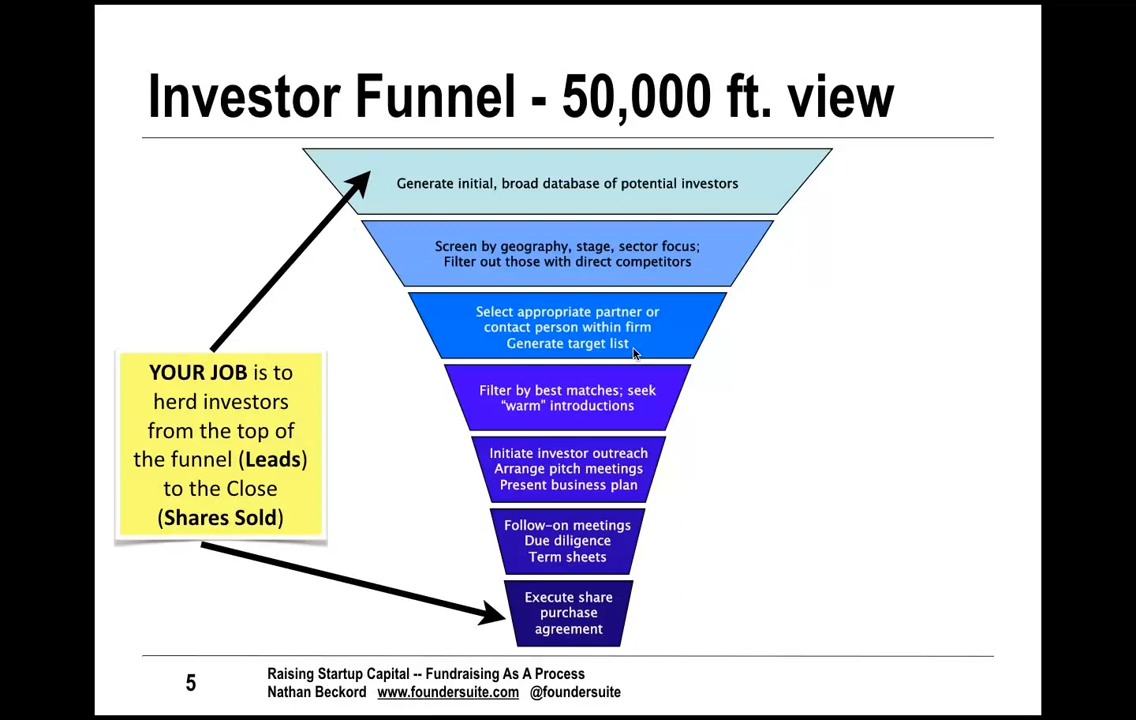 Investor Funnel - 50,000 ft. view
Generate initial, broad database of potential investors
Screen by geography, stage, sector focus;
Filter out those with direct competitors
Select appropriate partner or
contact person within firm
Generate target list
Filter by best matches; seek
“warm” introductions
Initiate investor outreach
Arrange pitch meetings
Present business plan
Follow-on meetings
Due diligence
Term sheets
Execute share
purchase
agreement
YOUR JOB is to
herd investors
from the top of
the funnel (Leads)
to the Close
(Shares Sold)
5
Raising Startup Capital -- Fundraising As A Process
Nathan Beckord www.foundersuite.com @foundersuite